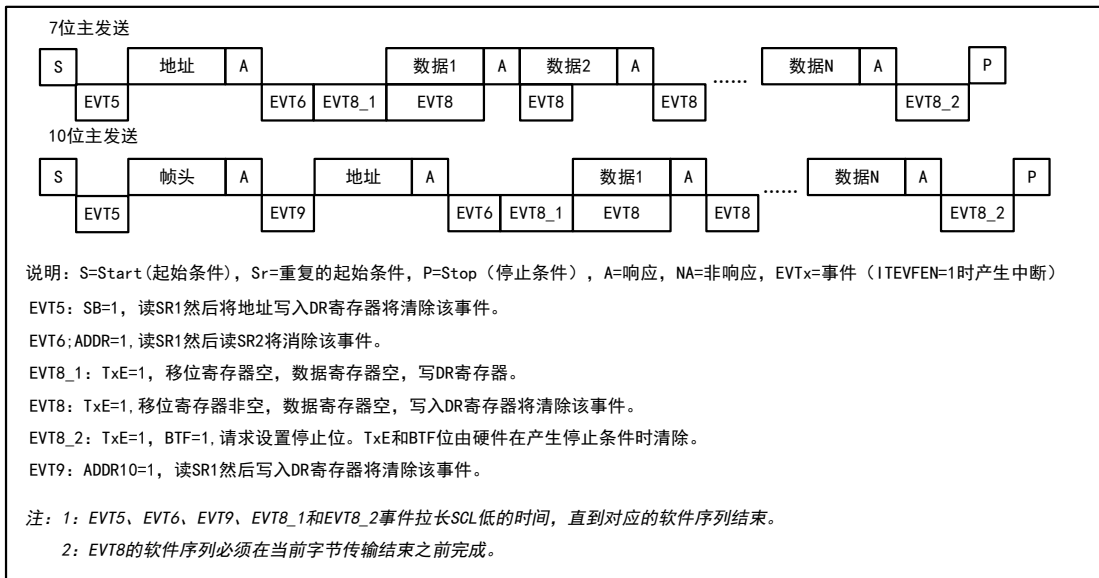 7位主发送
S 地址 A 数据1 A 数据2 A …… 数据N A P
EVT5 EVT6 EVT8_1 EVT8 EVT8 EVT8 EVT8_2
10位主发送
S 帧头 A 地址 A 数据1 A …… 数据N A P
EVT5 EVT9 EVT6 EVT8_1 EVT8 EVT8 EVT8_2
说明: S=Start(起始条件), Sr=重复的起始条件, P=Stop（停止条件）, A=响应, NA=非响应, EVTx=事件（ITEVFEN=1时产生中断）
EVT5: SB=1, 读SR1然后将地址写入DR寄存器将清除该事件。
EVT6;ADDR=1,读SR1然后读SR2将消除该事件。
EVT8_1: TxE=1, 移位寄存器空, 数据寄存器空, 写DR寄存器。
EVT8: TxE=1,移位寄存器非空, 数据寄存器空, 写入DR寄存器将清除该事件。
EVT8_2: TxE=1, BTF=1,请求设置停止位。TxE和BTF位由硬件在产生停止条件时清除。
EVT9: ADDR10=1, 读SR1然后写入DR寄存器将清除该事件。
注: 1: EVT5、EVT6、EVT9、EVT8_1和EVT8_2事件拉长SCL低的时间, 直到对应的软件序列结束。
2: EVT8的软件序列必须在当前字节传输结束之前完成。